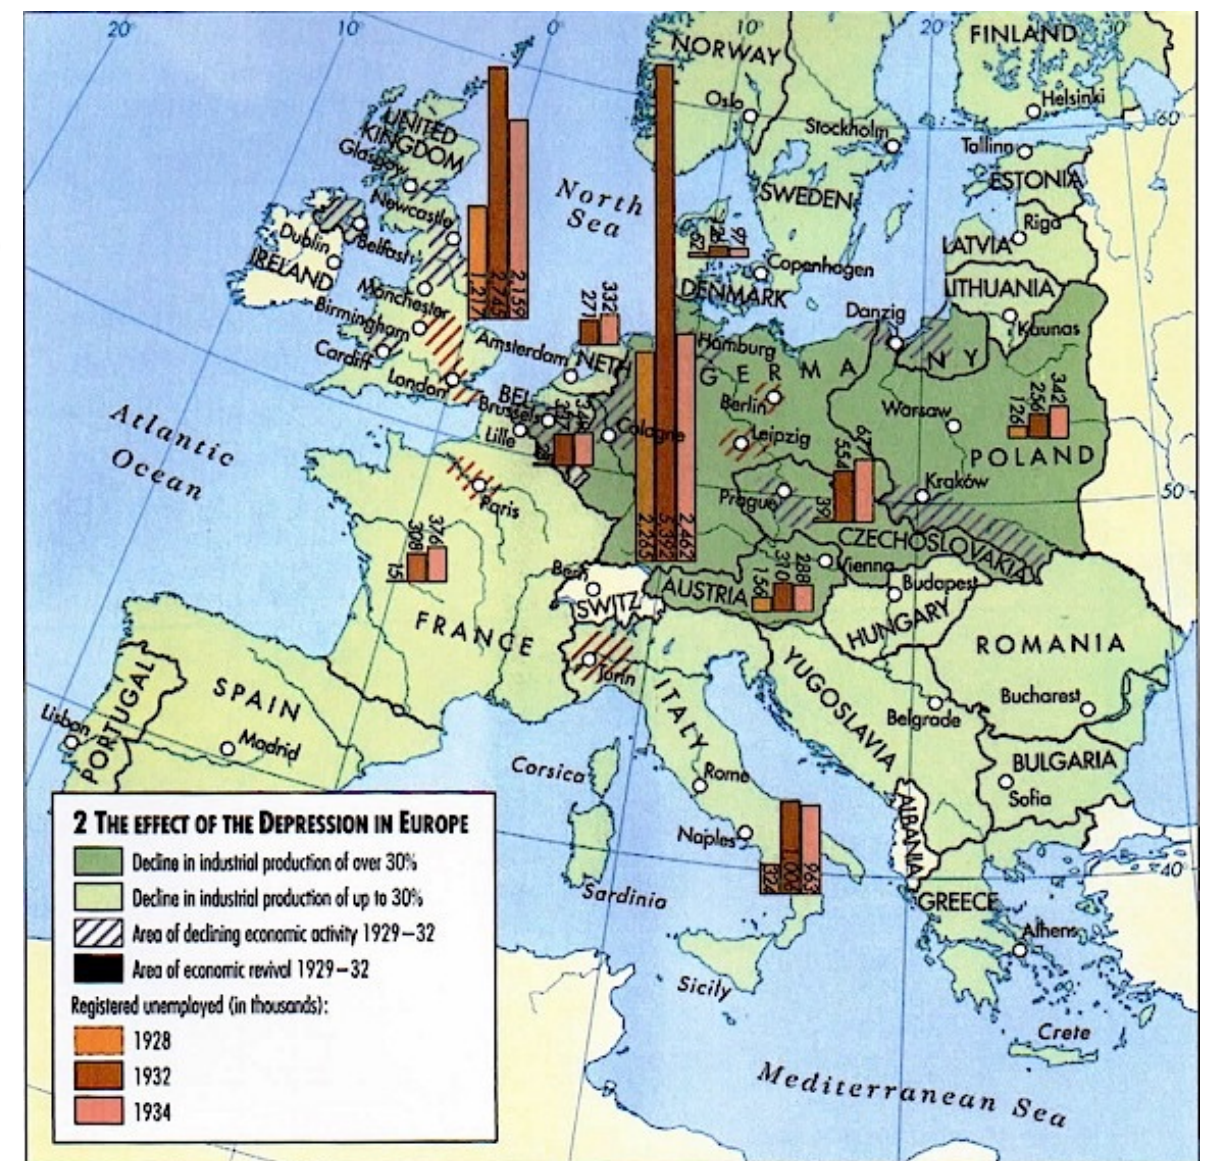 20°
10°
0°
10°
20°
30°
NORWAY
FINLAND
Oslo
Helsinki
60
Stockholm
Tallinn
UNITED
KINGDOM
Glasgow
ESTONIA
North
Sea
SWEDEN
Newcastle
Riga
LATVIA
Dublin
Belfast
IRELAND
126
97
Copenhagen
DENMARK
LITHUANIA
Manchester
1,217
2,745
2,159
271
332
Danzig
Kaunas
Birmingham
Cardiff
Amsterdam
NETH
Hamburg
GERMANY
London
BEL
Berlin
Brussels
Lille
Cologne
Leipzig
Warsaw
126
256
342
POLAND
Atlantic
Ocean
Paris
Prague
39
554
677
Kraków
50
2,263
5,392
2,462
CZECHOSLOVAKIA
15
308
376
Bern
SWITZ
AUSTRIA
156
310
288
Vienna
Budapest
HUNGARY
FRANCE
ROMANIA
Turin
YUGOSLAVIA
PORTUGAL
SPAIN
ITALY
Bucharest
Belgrade
Lisbon
Madrid
Corsica
Rome
BULGARIA
Sofia
ALBANIA
Naples
322
1,006
963
40
Sardinia
GREECE
Athens
Sicily
Crete
Mediterranean Sea
2 THE EFFECT OF THE DEPRESSION IN EUROPE
Decline in industrial production of over 30%
Decline in industrial production of up to 30%
Area of declining economic activity 1929–32
Area of economic revival 1929–32
Registered unemployed (in thousands):
1928
1932
1934